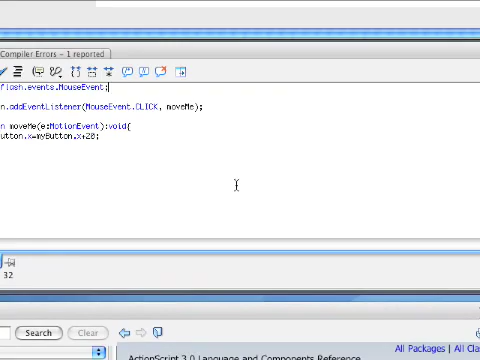 Compiler Errors – 1 reported
flash.events.MouseEvent;
n.addEventListener(MouseEvent.CLICK, moveMe);
n moveMe(e:MotionEvent):void{
utton.x=myButton.x+20;
32
Search Clear
All Packages | All Cla
ActionScript 3.0 Language and Components Reference